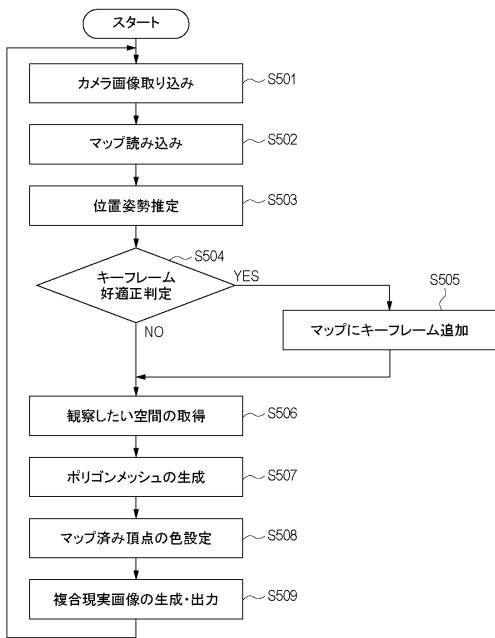 スタート
カメラ画像取り込み
S501
マップ読み込み
S502
位置姿勢推定
S503
S504
キーフレーム
好適正判定
YES
NO
S505
マップにキーフレーム追加
観察したい空間の取得
S506
ポリゴンメッシュの生成
S507
マップ済み頂点の色設定
S508
複合現実画像の生成・出力
S509